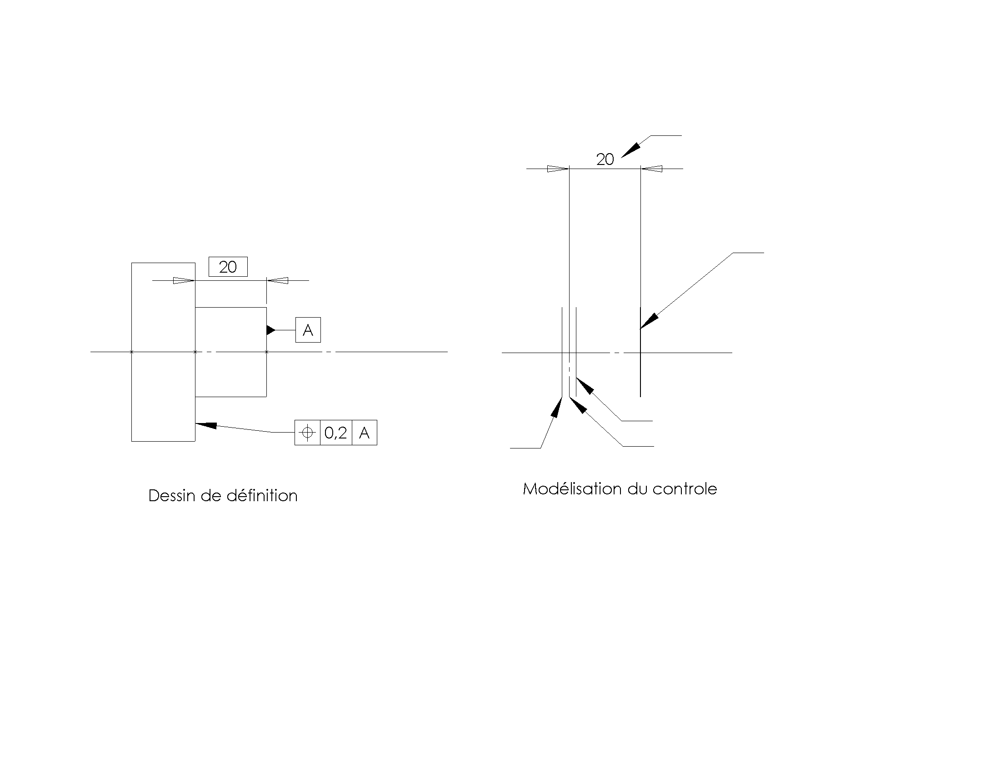 20
20
A
0,2 A
Dessin de définition
Modélisation du controle